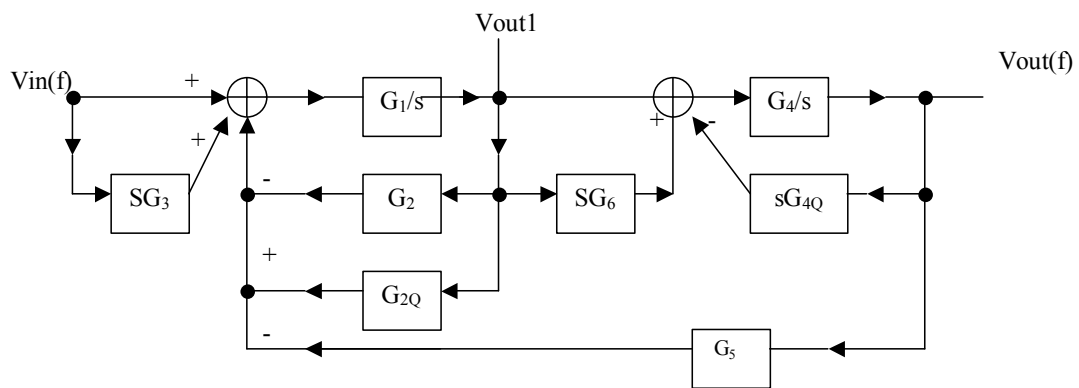 Vout1
Vin(f)
Vout(f)
+
G₁/s
G₄/s
+
+
-
SG₃
-
G₂
SG₆
sG₄Q
+
G₂Q
-
G₅